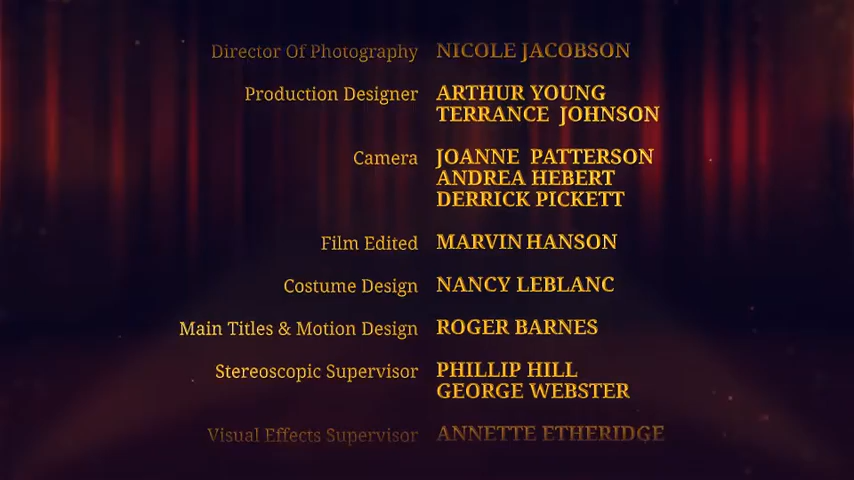 Director Of Photography NICOLE JACOBSON
Production Designer ARTHUR YOUNG
TERRANCE JOHNSON
Camera JOANNE PATTERSON
ANDREA HEBERT
DERRICK PICKETT
Film Edited MARVIN HANSON
Costume Design NANCY LEBLANC
Main Titles & Motion Design ROGER BARNES
Stereoscopic Supervisor PHILLIP HILL
GEORGE WEBSTER
Visual Effects Supervisor ANNETTE ETHERIDGE